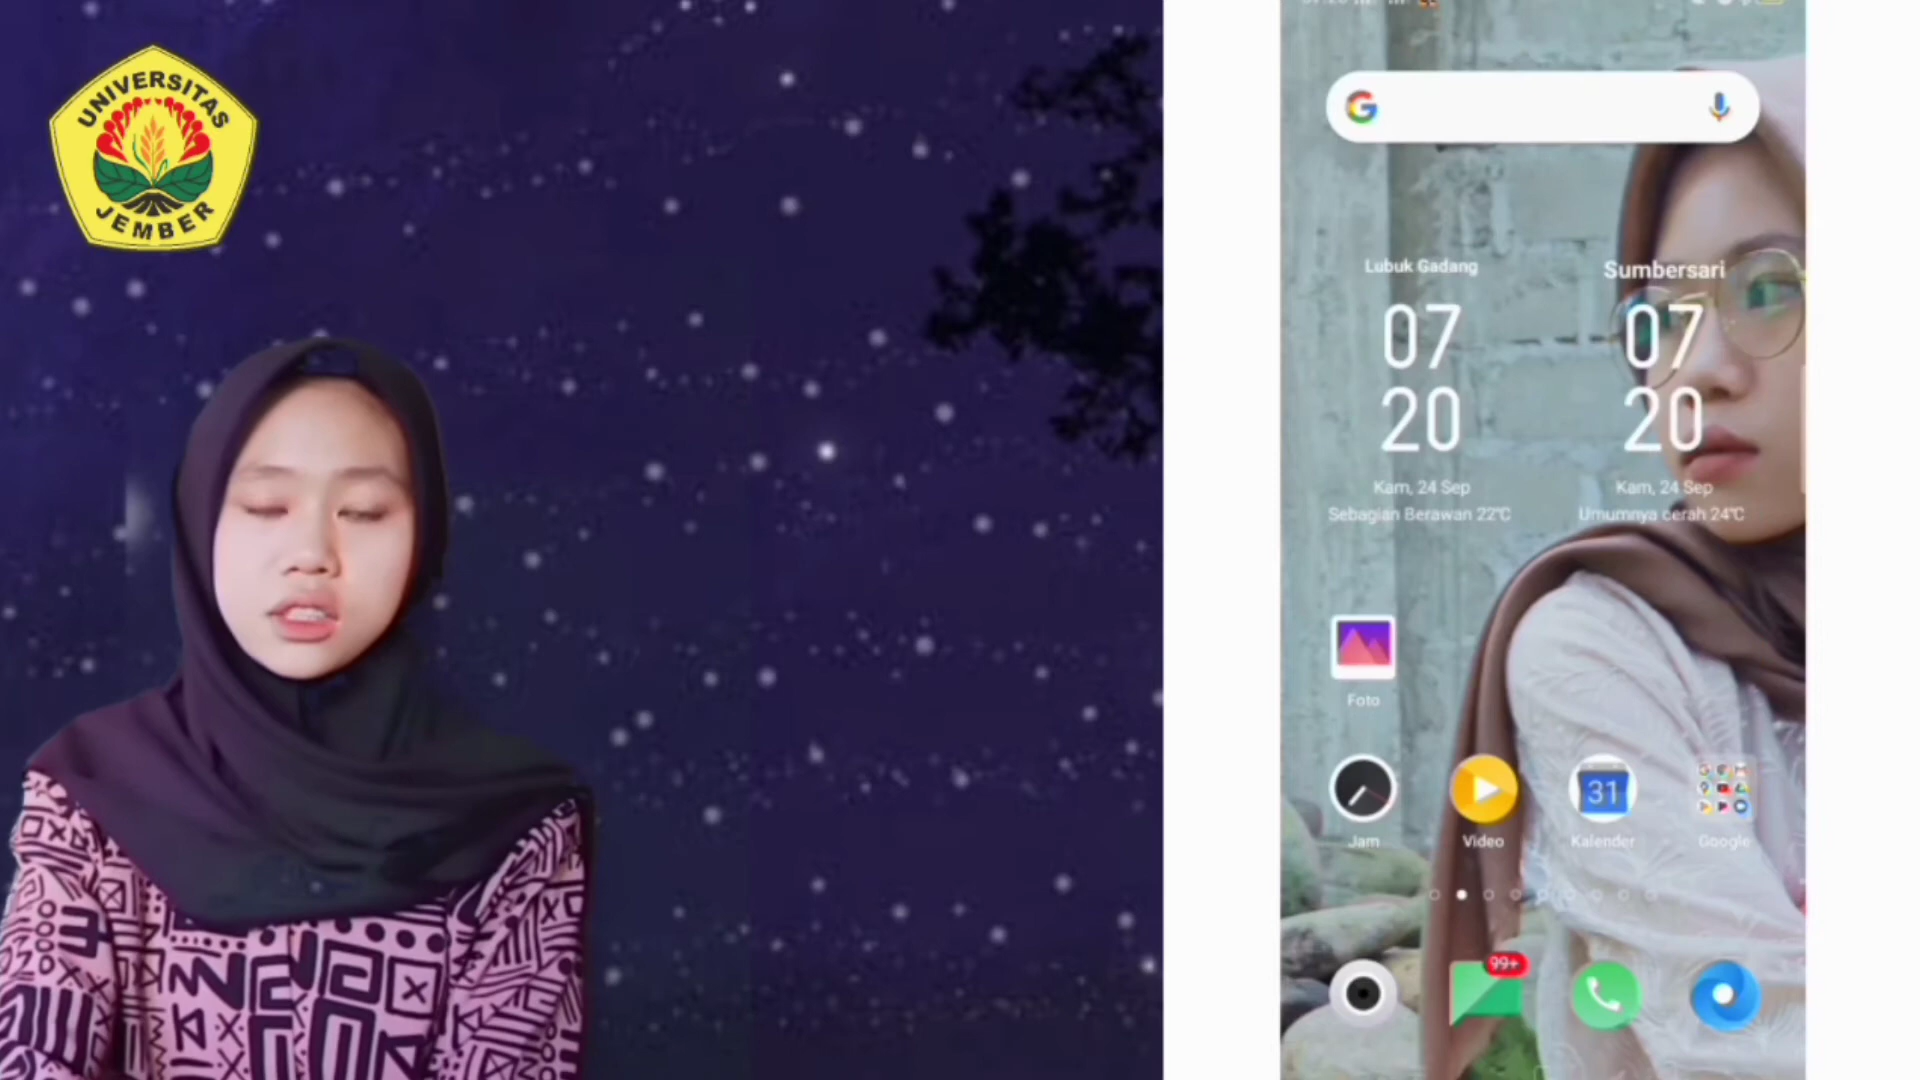 UNIVERSITAS
JEMBER
Lubuk Gadang
07
20
Kam, 24 Sep
Sebagian Berawan 22℃
Sumbersari
07
20
Kam, 24 Sep
Umumnya cerah 24℃
Foto
Jam
Video
31
Kalender
Google
99+